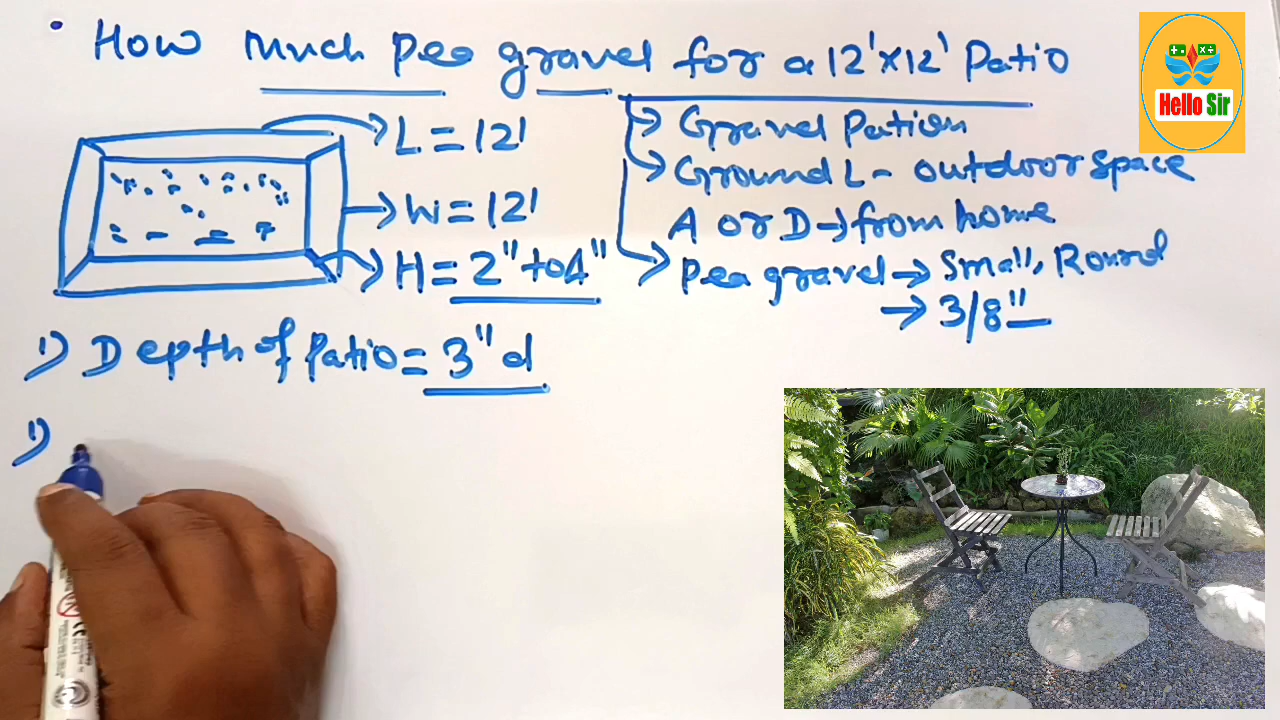 How Much Pea gravel for a 12'x12' Patio
L = 12'
W = 12'
H = 2" to 4"
Gravel Pation
Ground L - outdoor space
A or D → from home
Pea gravel → Small, Round
→ 3/8"
1) Depth of Patio = 3" d
1)
Hello Sir